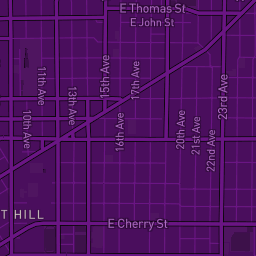 E Thomas St
E John St
15th Ave
17th Ave
11th Ave
13th Ave
10th Ave
16th Ave
20th Ave
21st Ave
22nd Ave
23rd Ave
T HILL
E Cherry St